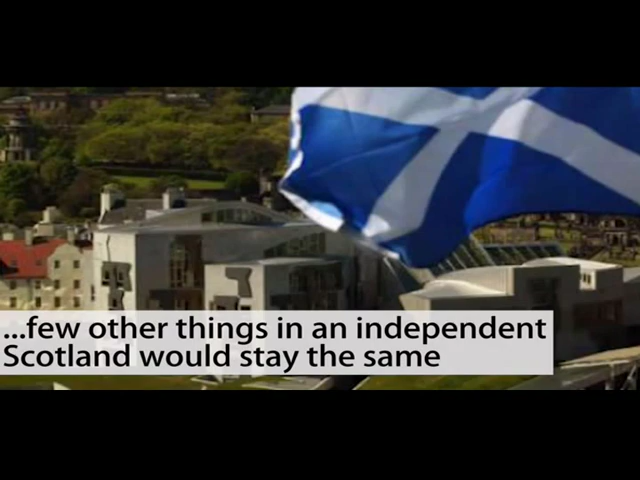 ...few other things in an independent
Scotland would stay the same